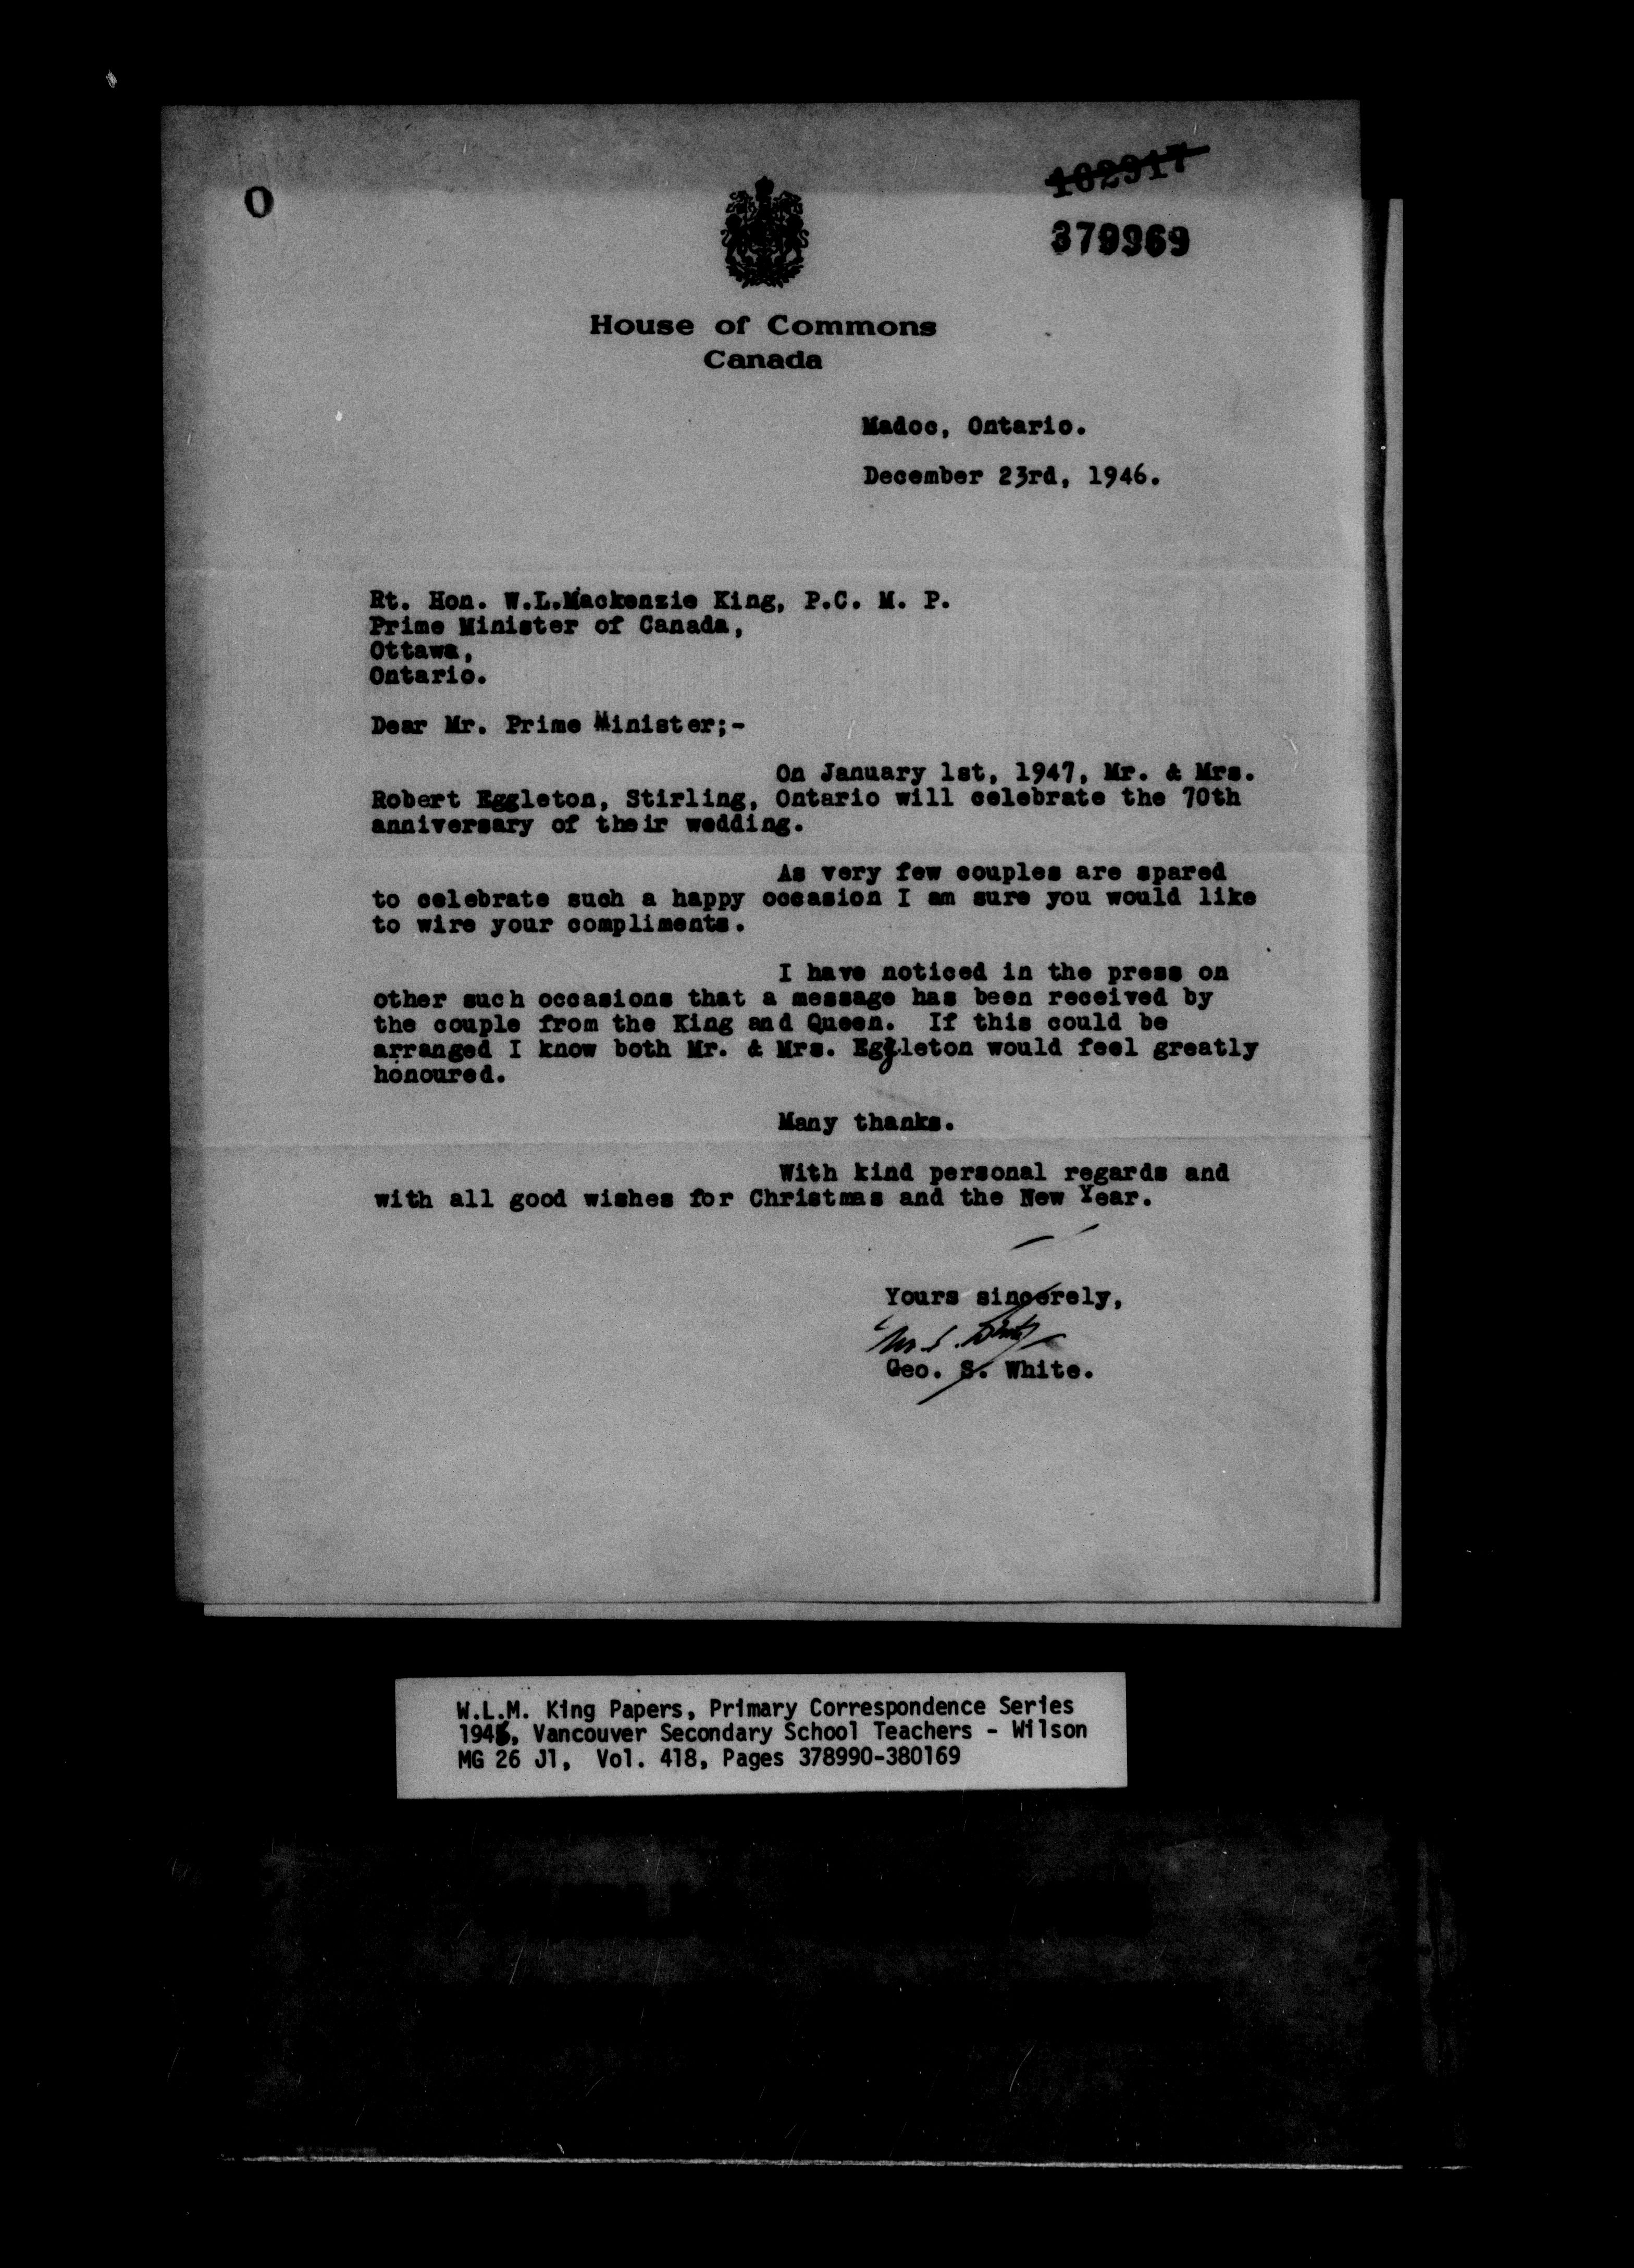 O
102917
379969
House of Commons
Canada
Madoc, Ontario.
December 23rd, 1946.
Rt. Hon. W.L.Mackenzie King, P.C. M. P.
Prime Minister of Canada,
Ottawa,
Ontario.
Dear Mr. Prime Minister;-
On January 1st, 1947, Mr. & Mrs.
Robert Eggleton, Stirling, Ontario will celebrate the 70th
anniversary of their wedding.
As very few couples are spared
to celebrate such a happy occasion I am sure you would like
to wire your compliments.
I have noticed in the press on
other such occasions that a message has been received by
the couple from the King and Queen. If this could be
arranged I know both Mr. & Mrs. Eggleton would feel greatly
honoured.
Many thanks.
With kind personal regards and
with all good wishes for Christmas and the New Year.
Yours sincerely,
Geo. S. White.
W.L.M. King Papers, Primary Correspondence Series
1946, Vancouver Secondary School Teachers - Wilson
MG 26 J1, Vol. 418, Pages 378990-380169